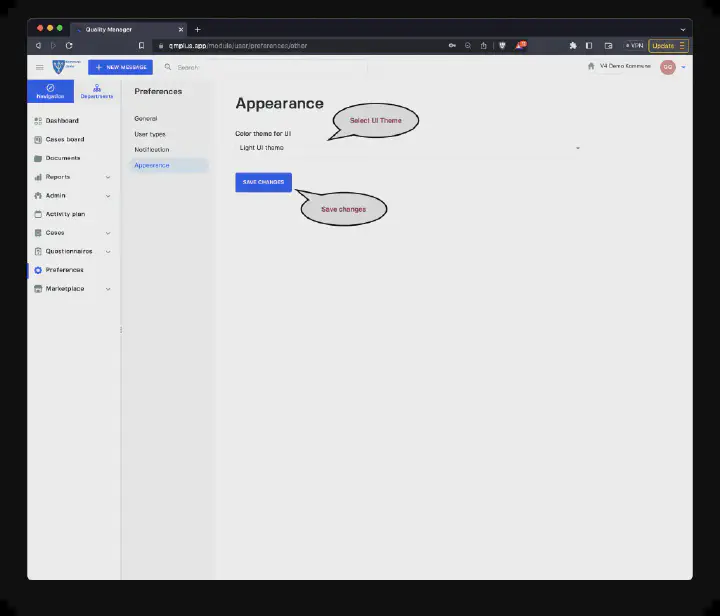 Quality Manager
qmplus.app/module/user/preferences/other
VPN
Update
NEW MESSAGE
Search
V4 Demo Kommune
OG
Navigation
Departments
Dashboard
Cases board
Documents
Reports
Admin
Activity plan
Cases
Questionnaires
Preferences
Marketplace
Preferences
General
User types
Notification
Appearance
Appearance
Select UI Theme
Color theme for UI
Light UI theme
SAVE CHANGES
Save changes